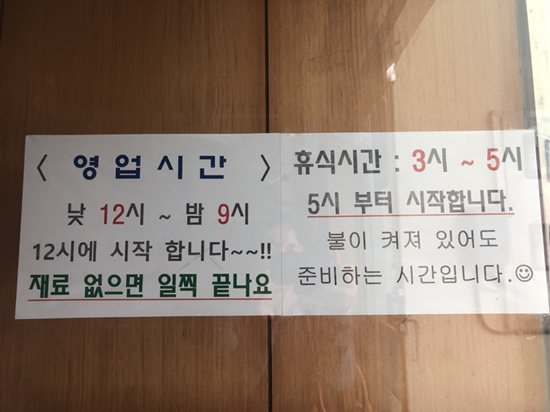 < 영업시간 >
낮 12시 ~ 밤 9시
12시에 시작 합니다~~!!
재료 없으면 일찍 끝나요
휴식시간 : 3시 ~ 5시
5시 부터 시작합니다.
불이 켜져 있어도
준비하는 시간입니다.☺